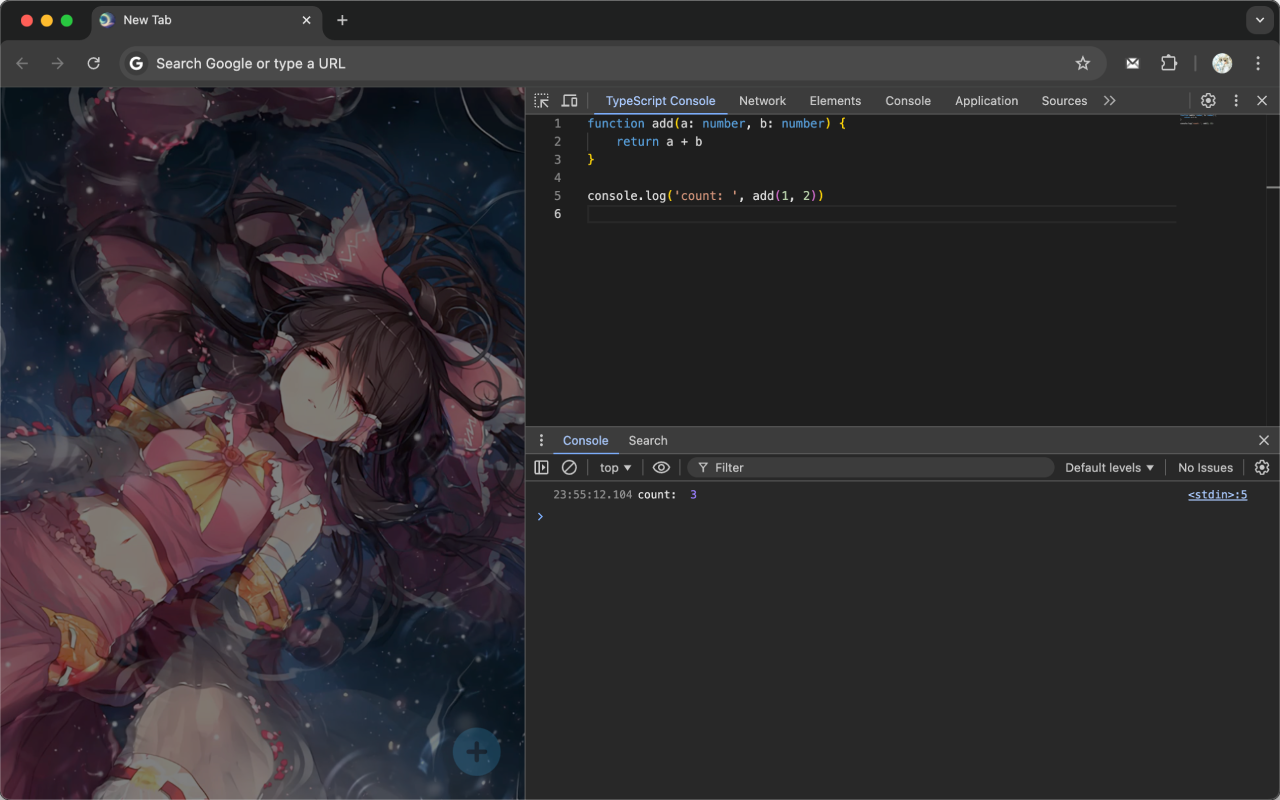 New Tab
Search Google or type a URL
TypeScript Console Network Elements Console Application Sources
1 function add(a: number, b: number) {
2 return a + b
3 }
4
5 console.log('count: ', add(1, 2))
6
Console Search
top Filter Default levels No Issues
23:55:12.104 count: 3 <stdin>:5